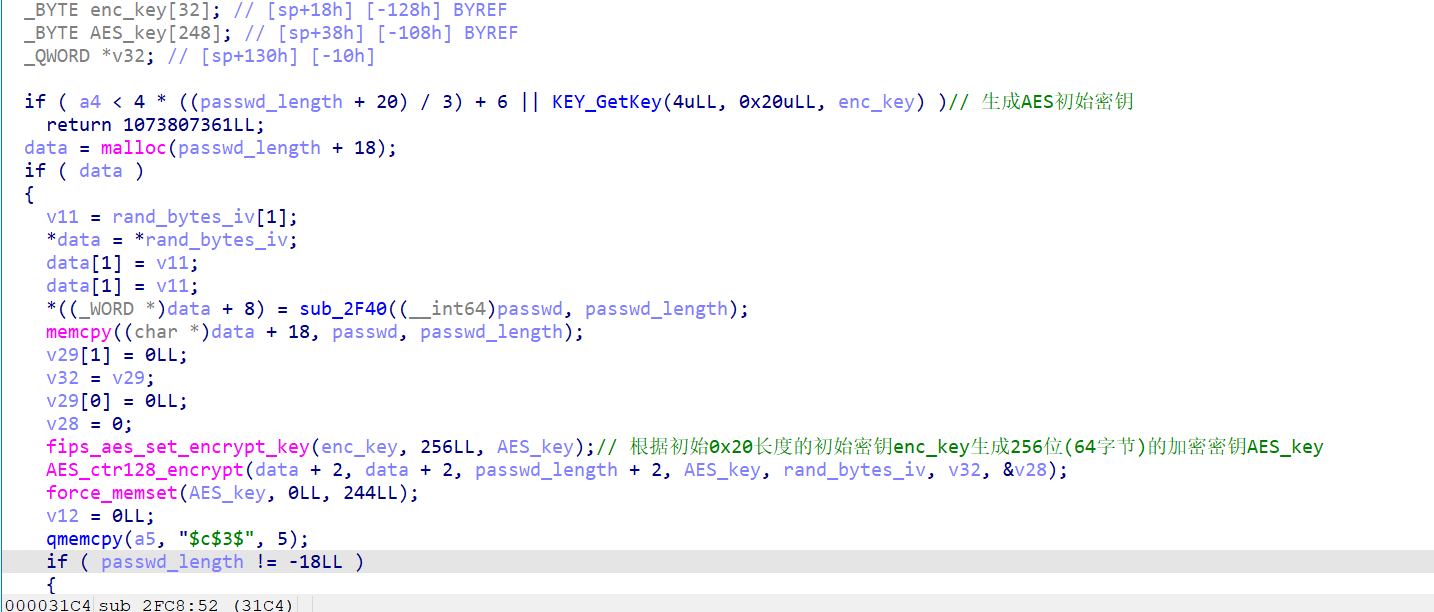 _BYTE enc_key[32]; // [sp+18h] [-128h] BYREF
_BYTE AES_key[248]; // [sp+38h] [-108h] BYREF
_QWORD *v32; // [sp+130h] [-10h]
if ( a4 < 4 * ((passwd_length + 20) / 3) + 6 || KEY_GetKey(4uLL, 0x20uLL, enc_key) )// 生成AES初始密钥
return 1073807361LL;
data = malloc(passwd_length + 18);
if ( data )
{
v11 = rand_bytes_iv[1];
*data = *rand_bytes_iv;
data[1] = v11;
data[1] = v11;
*((_WORD *)data + 8) = sub_2F40((__int64)passwd, passwd_length);
memcpy((char *)data + 18, passwd, passwd_length);
v29[1] = 0LL;
v32 = v29;
v29[0] = 0LL;
v28 = 0;
fips_aes_set_encrypt_key(enc_key, 256LL, AES_key);// 根据初始0x20长度的初始密钥enc_key生成256位(64字节)的加密密钥AES_key
AES_ctr128_encrypt(data + 2, data + 2, passwd_length + 2, AES_key, rand_bytes_iv, v32, &v28);
force_memset(AES_key, 0LL, 244LL);
v12 = 0LL;
qmemcpy(a5, "$c$3$", 5);
if ( passwd_length != -18LL )
{
000031C4 sub_2FC8:52 (31C4)